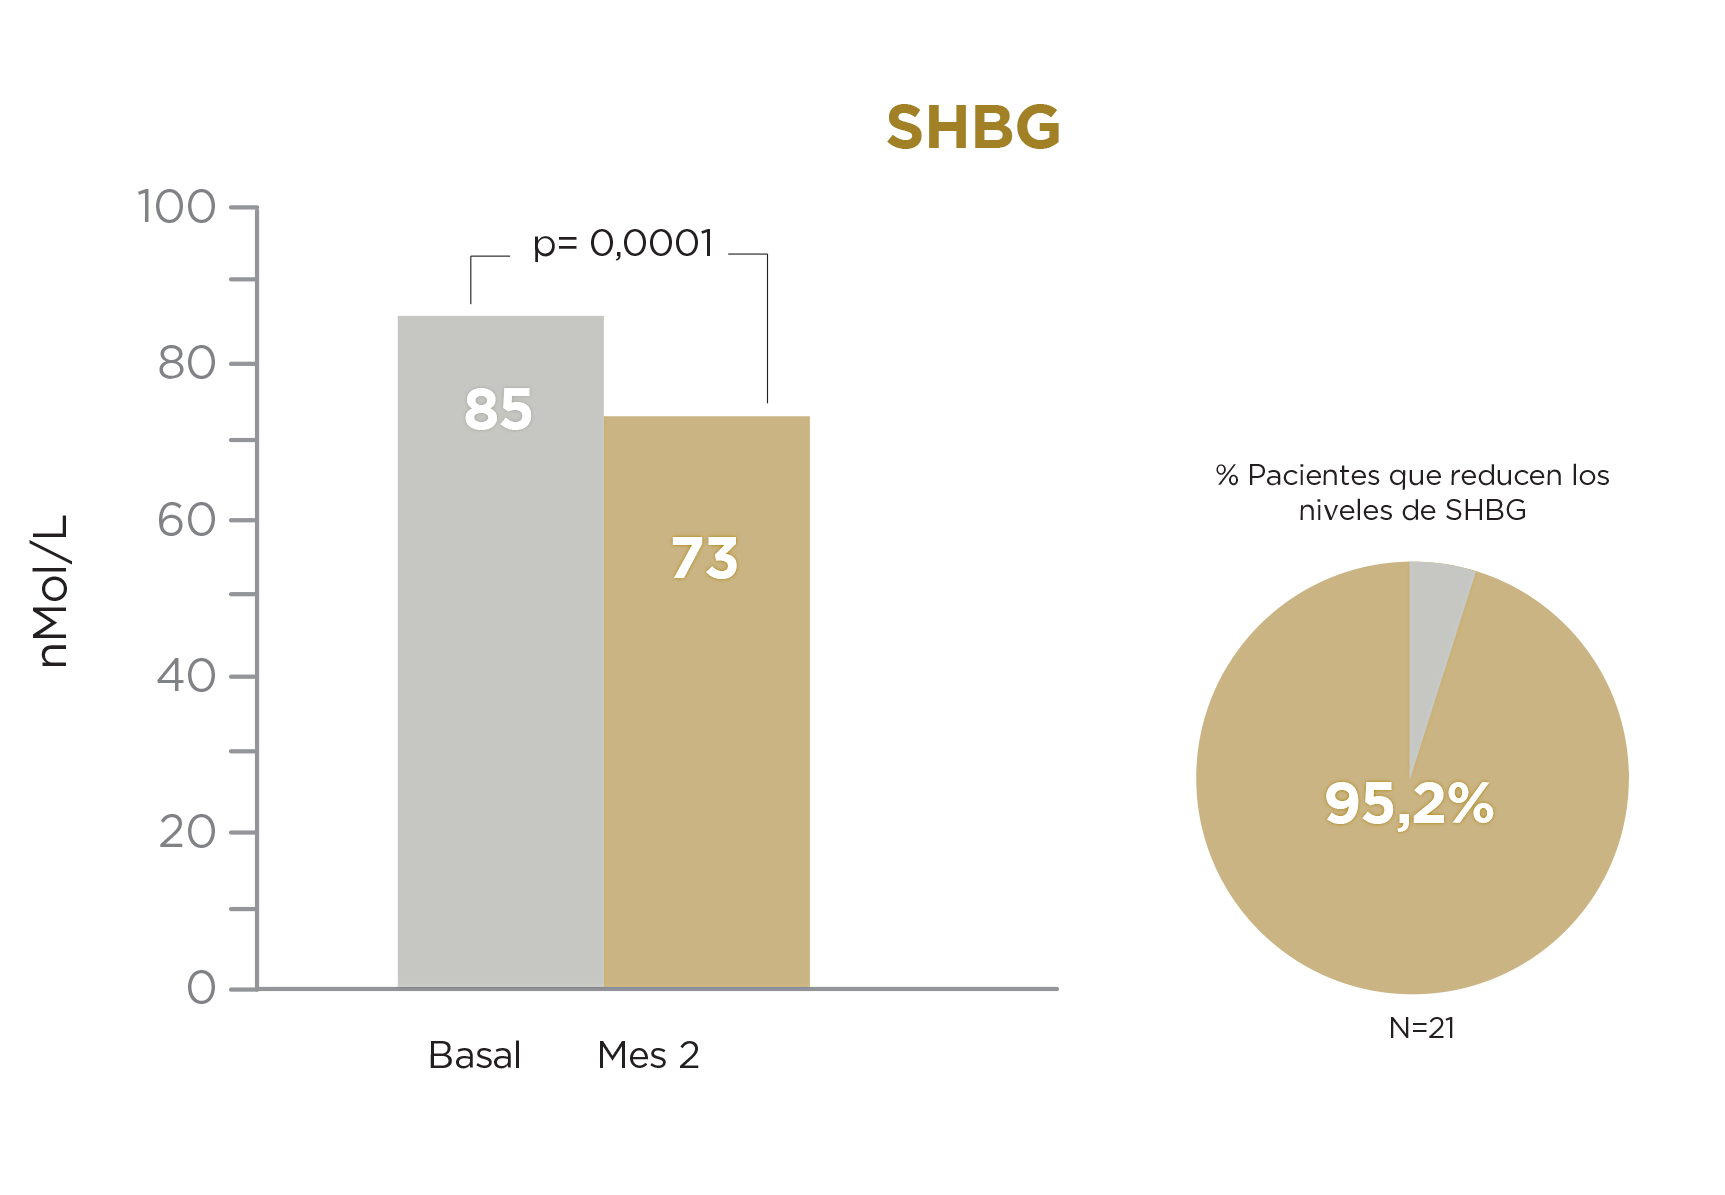 SHBG
100
80
60
40
20
0
nMol/L
p= 0,0001
85
73
Basal
Mes 2
% Pacientes que reducen los
niveles de SHBG
95,2%
N=21